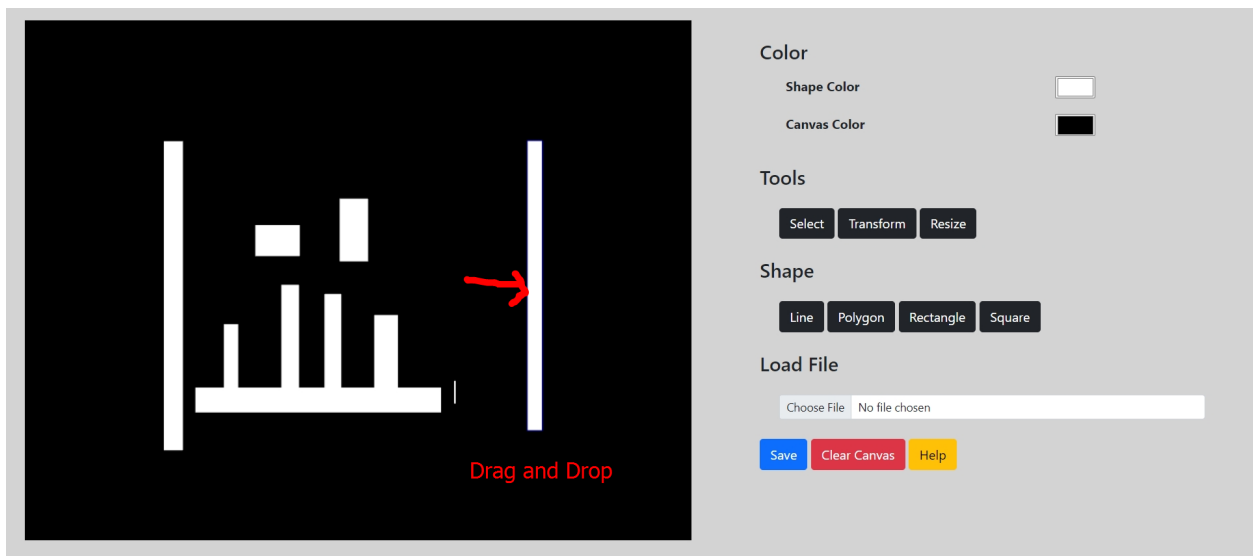 Color
Shape Color
Canvas Color
Tools
Select Transform Resize
Shape
Line Polygon Rectangle Square
Load File
Choose File No file chosen
Save Clear Canvas Help
Drag and Drop